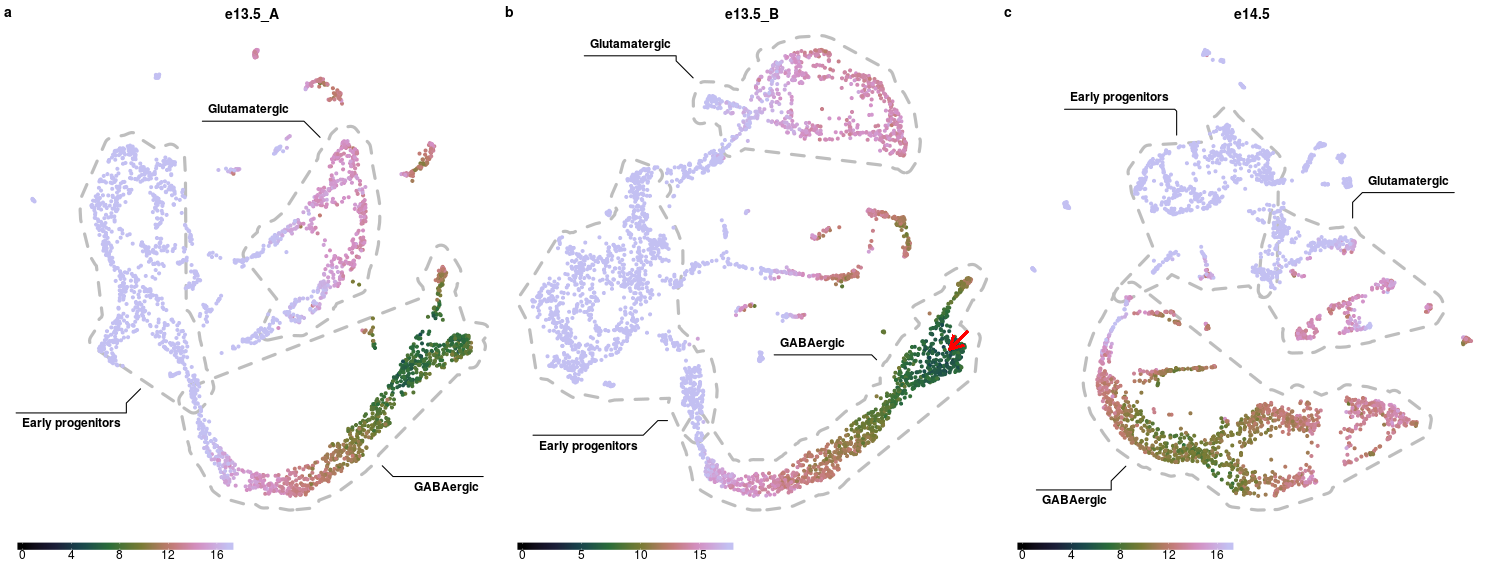 a
e13.5_A
Glutamatergic
Early progenitors
GABAergic
0 4 8 12 16
b
e13.5_B
Glutamatergic
GABAergic
Early progenitors
0 5 10 15
c
e14.5
Early progenitors
Glutamatergic
GABAergic
0 4 8 12 16